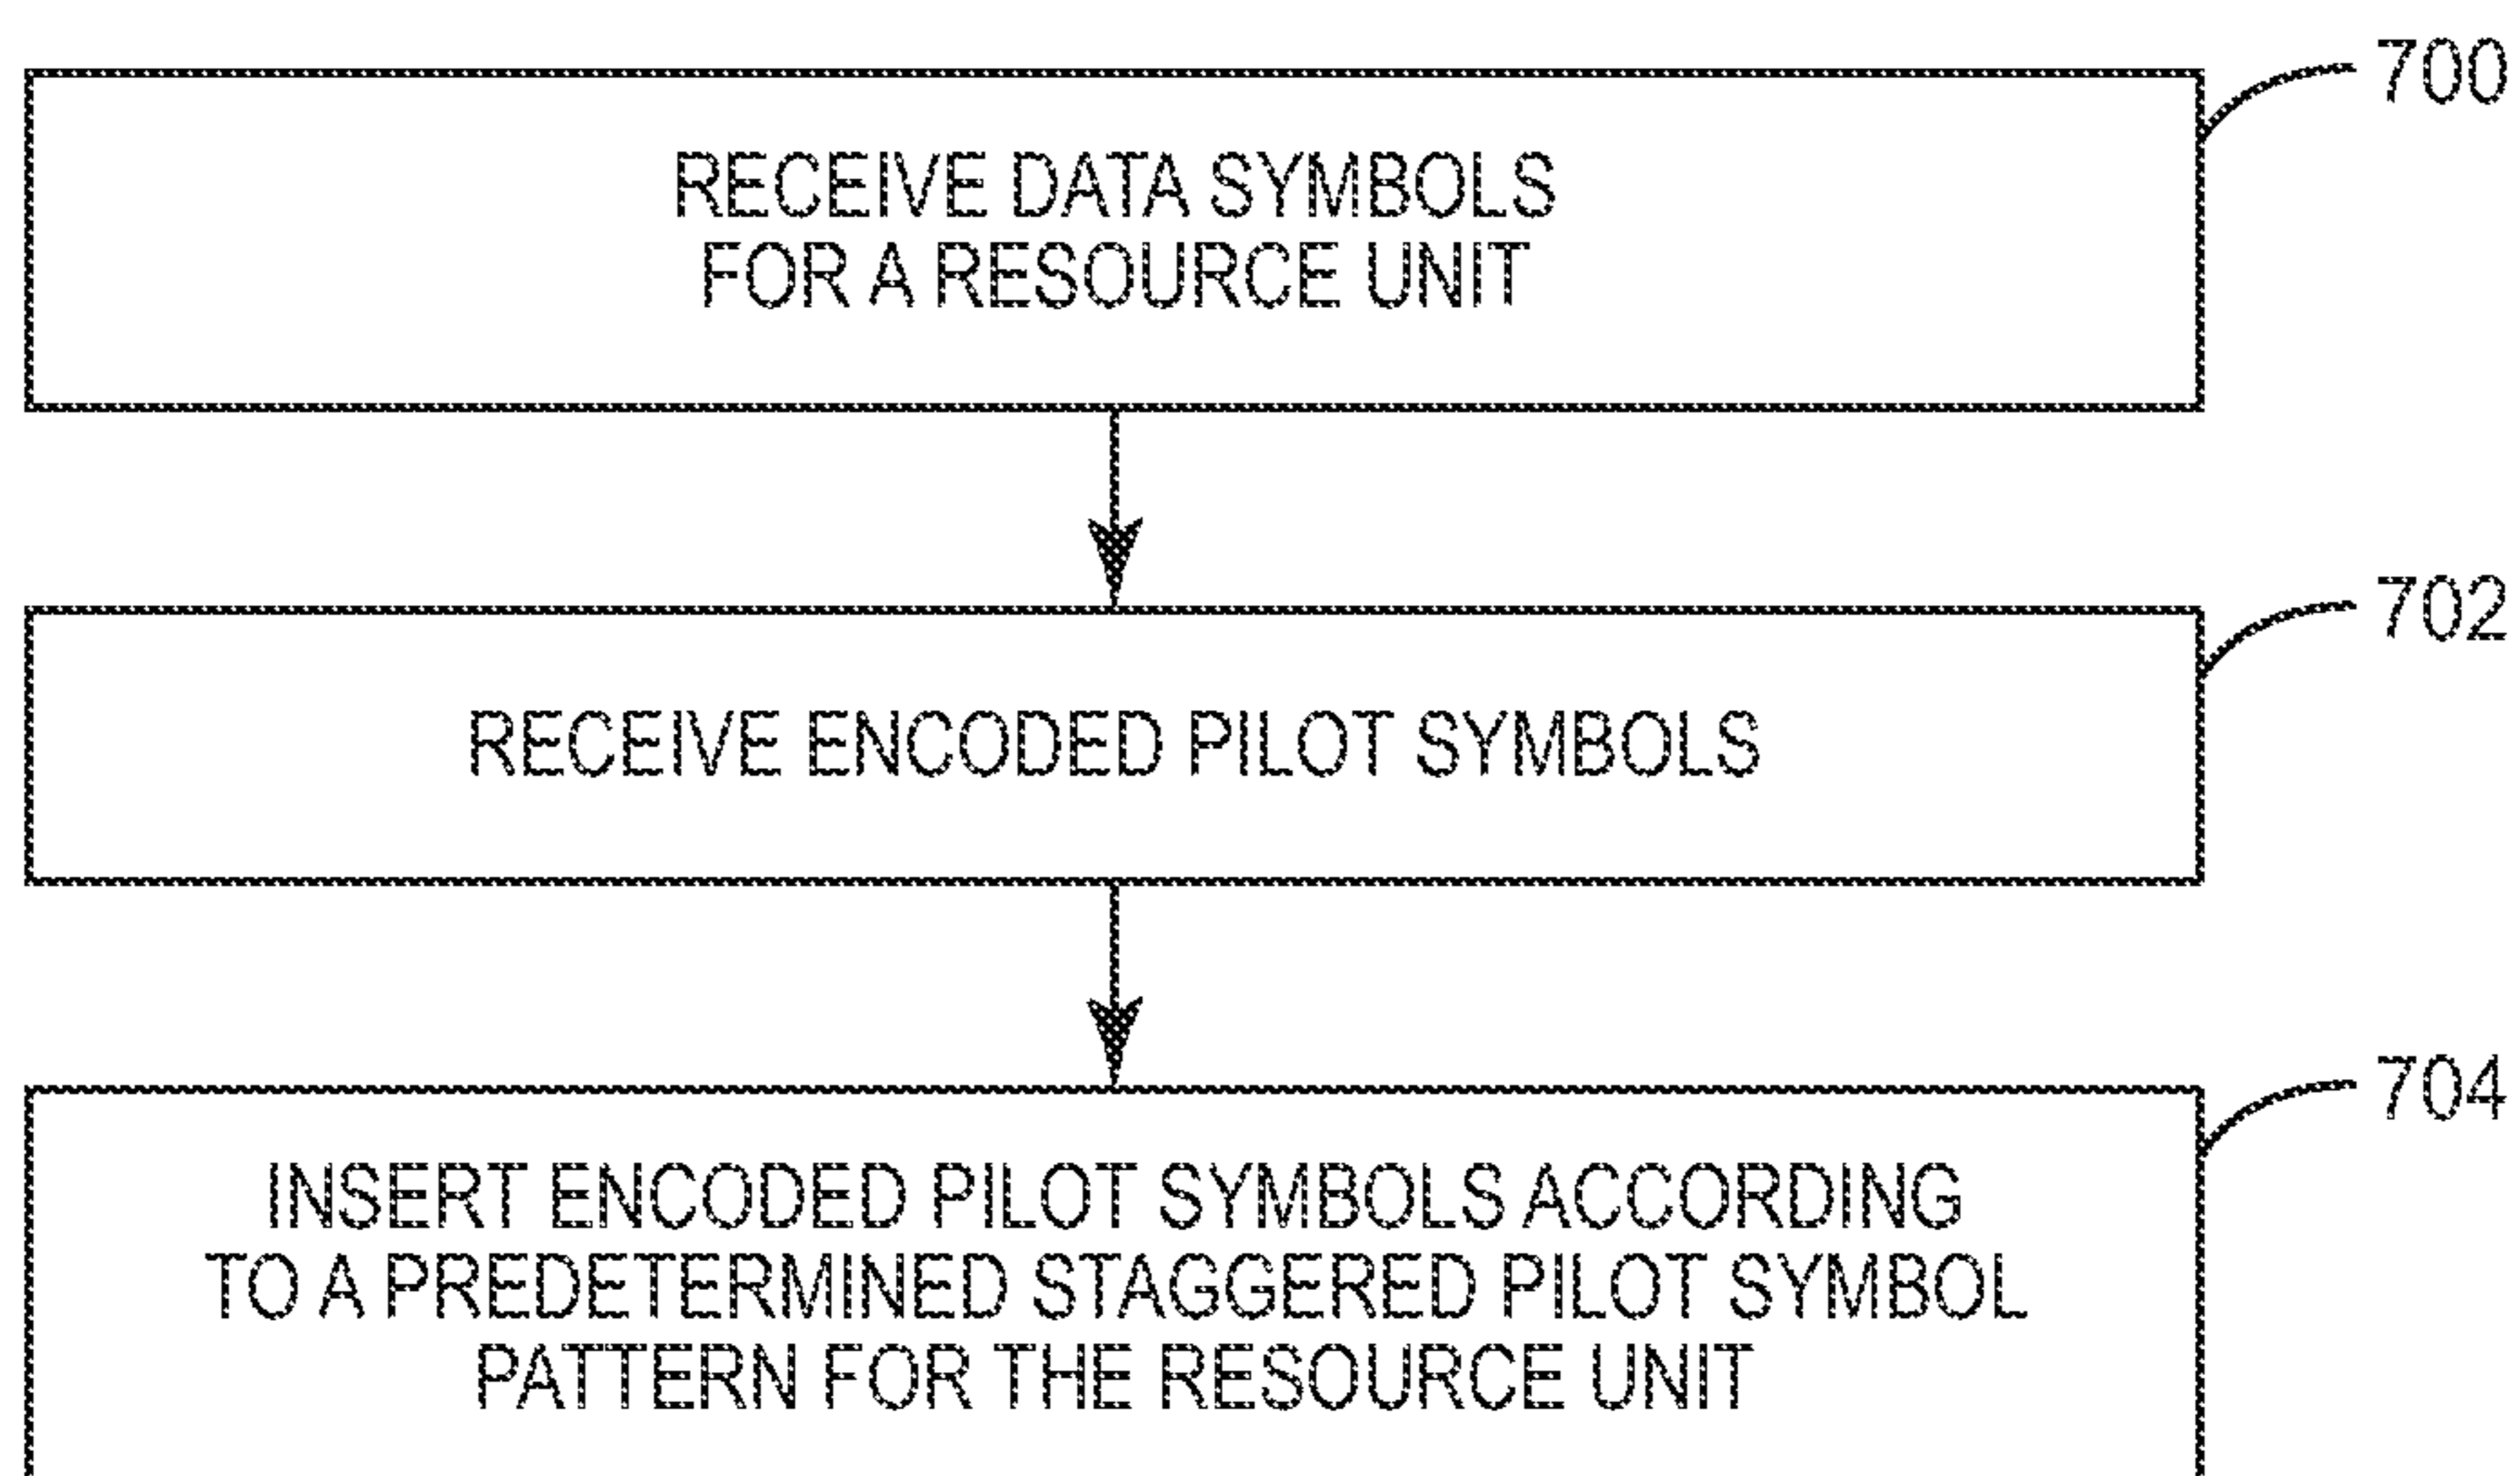 700
RECEIVE DATA SYMBOLS
FOR A RESOURCE UNIT
702
RECEIVE ENCODED PILOT SYMBOLS
704
INSERT ENCODED PILOT SYMBOLS ACCORDING
TO A PREDETERMINED STAGGERED PILOT SYMBOL
PATTERN FOR THE RESOURCE UNIT